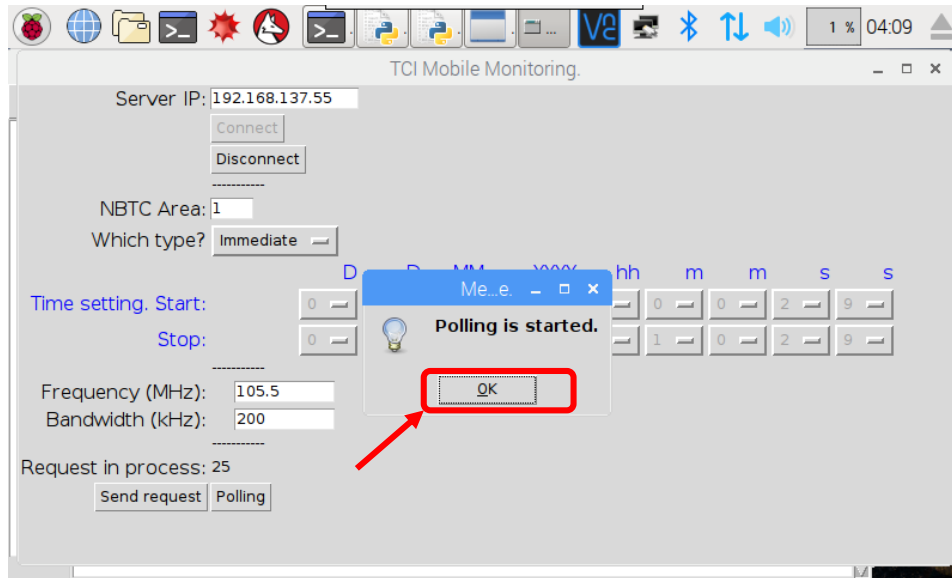 1 % 04:09
TCI Mobile Monitoring.
Server IP: 192.168.137.55
Connect
Disconnect
-----------
NBTC Area: 1
Which type? Immediate
D hh m m s s
Me...e.
Time setting. Start: 0 0 0 2 9
Polling is started.
Stop: 0 1 0 2 9
-----------
OK
Frequency (MHz): 105.5
Bandwidth (kHz): 200
-----------
Request in process: 25
Send request Polling